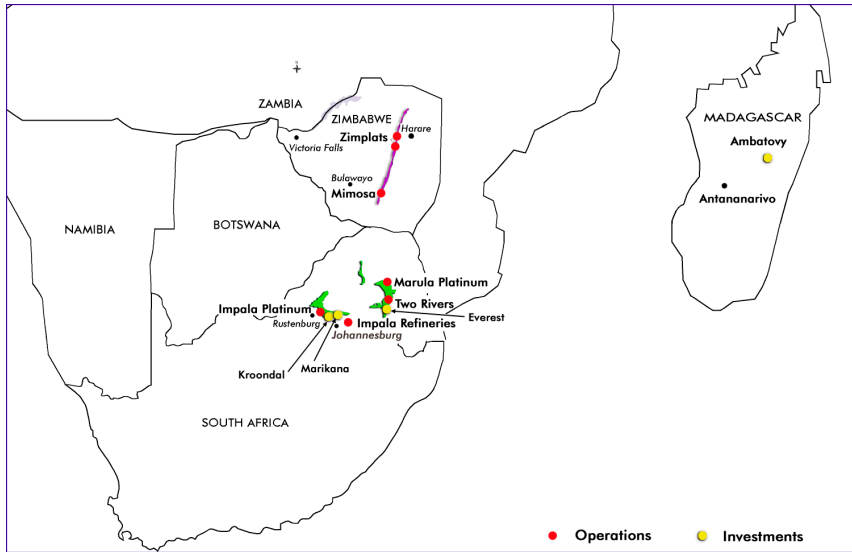 ZAMBIA
ZIMBABWE
Zimplats
Harare
Victoria Falls
Bulawayo
Mimosa
MADAGASCAR
Ambatovy
Antananarivo
NAMIBIA
BOTSWANA
Marula Platinum
Impala Platinum
Two Rivers
Rustenburg
Impala Refineries
Everest
Johannesburg
Marikana
Kroondal
SOUTH AFRICA
Operations
Investments